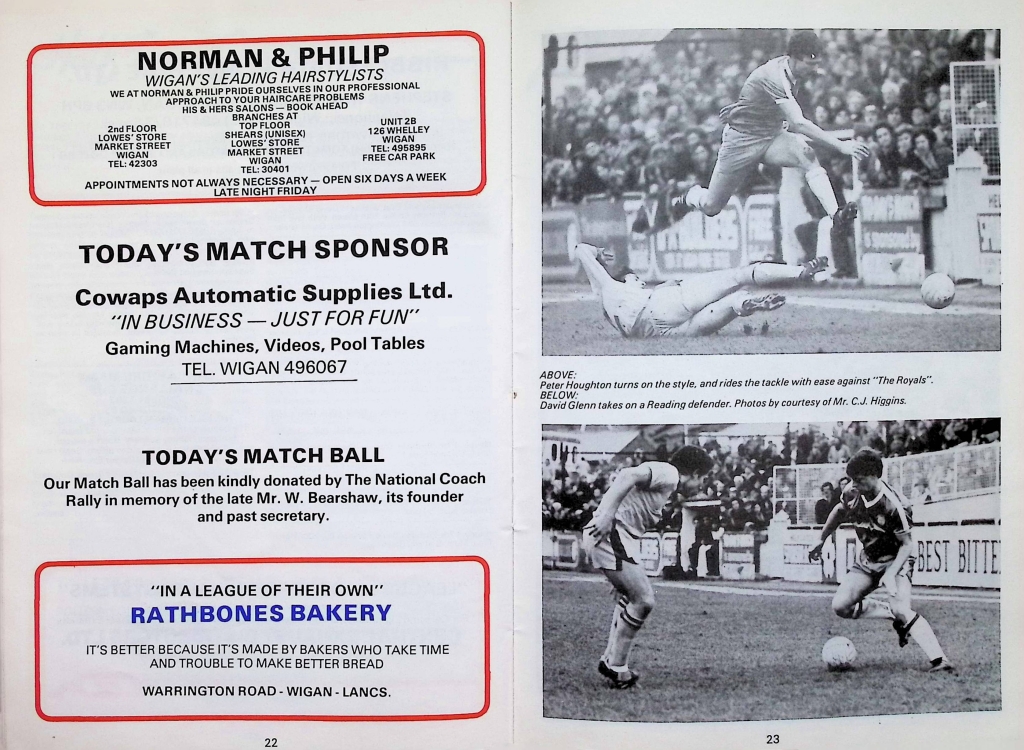 NORMAN & PHILIP
WIGAN'S LEADING HAIRSTYLISTS
WE AT NORMAN & PHILIP PRIDE OURSELVES IN OUR PROFESSIONAL
APPROACH TO YOUR HAIRCARE PROBLEMS
HIS & HERS SALONS — BOOK AHEAD
BRANCHES AT
2nd FLOOR
LOWES' STORE
MARKET STREET
WIGAN
TEL: 42303
TOP FLOOR
SHEARS (UNISEX)
LOWES' STORE
MARKET STREET
WIGAN
TEL: 30401
UNIT 2B
126 WHELLEY
WIGAN
TEL: 495895
FREE CAR PARK
APPOINTMENTS NOT ALWAYS NECESSARY — OPEN SIX DAYS A WEEK
LATE NIGHT FRIDAY
TODAY'S MATCH SPONSOR
Cowaps Automatic Supplies Ltd.
"IN BUSINESS — JUST FOR FUN"
Gaming Machines, Videos, Pool Tables
TEL. WIGAN 496067
TODAY'S MATCH BALL
Our Match Ball has been kindly donated by The National Coach
Rally in memory of the late Mr. W. Bearshaw, its founder
and past secretary.
"IN A LEAGUE OF THEIR OWN"
RATHBONES BAKERY
IT'S BETTER BECAUSE IT'S MADE BY BAKERS WHO TAKE TIME
AND TROUBLE TO MAKE BETTER BREAD
WARRINGTON ROAD - WIGAN - LANCS.
22
ABOVE:
Peter Houghton turns on the style, and rides the tackle with ease against "The Royals".
BELOW:
David Glenn takes on a Reading defender. Photos by courtesy of Mr. C.J. Higgins.
BEST BITTE
23